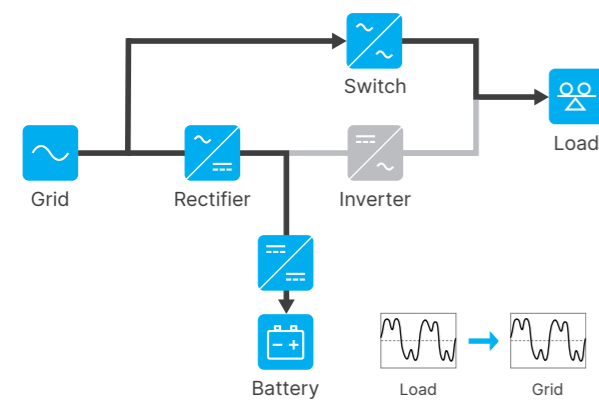 Switch
Load
Grid
Rectifier
Inverter
Battery
Load
Grid